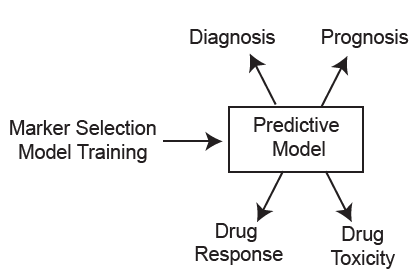 Diagnosis
Prognosis
Marker Selection
Model Training
Predictive
Model
Drug
Response
Drug
Toxicity